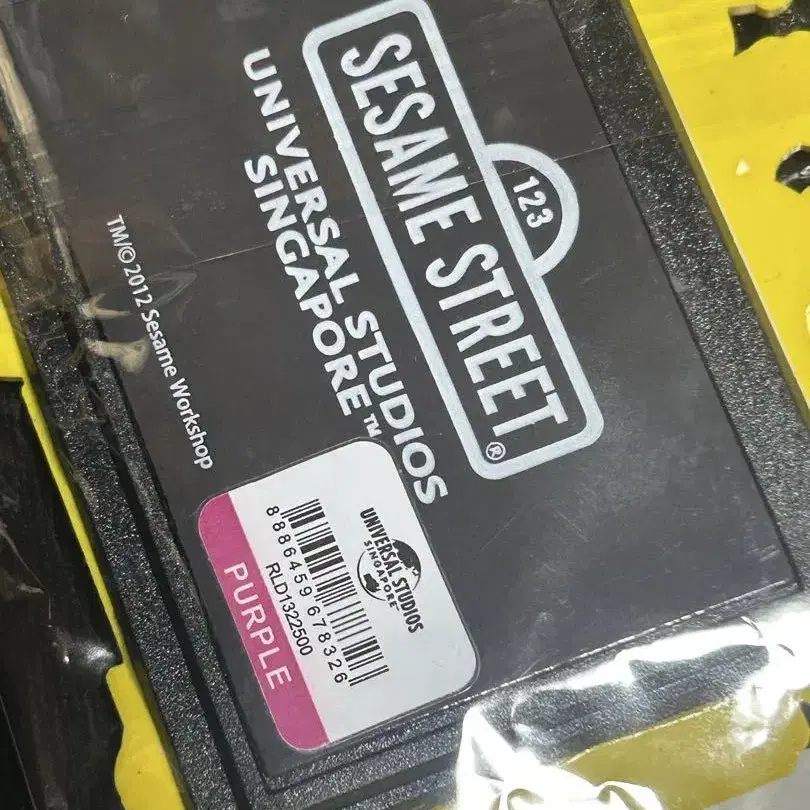 123
SESAME STREET®
UNIVERSAL STUDIOS
SINGAPORE™
TM/© 2012 Sesame Workshop
UNIVERSAL STUDIOS
SINGAPORE
8 886459 678326
RLD1322500
PURPLE